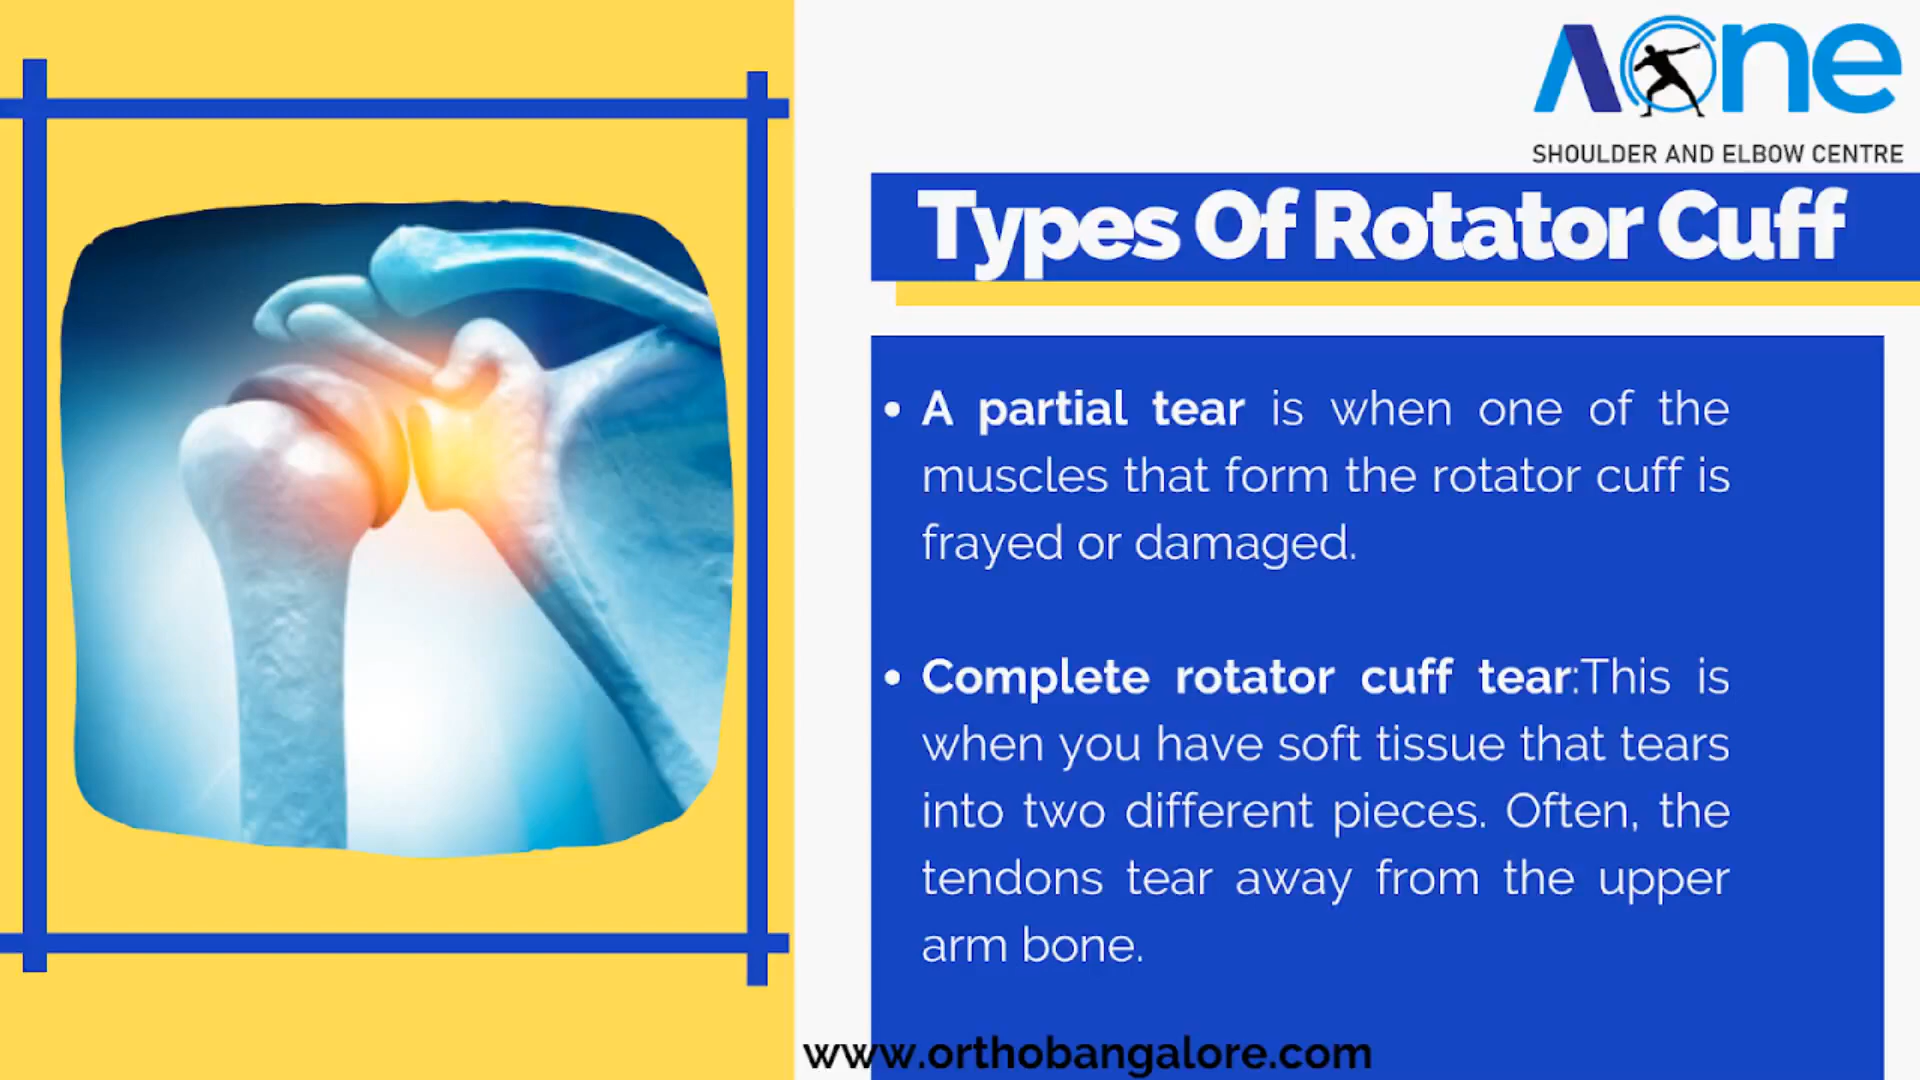 Aone
SHOULDER AND ELBOW CENTRE
Types Of Rotator Cuff
• A partial tear is when one of the
muscles that form the rotator cuff is
frayed or damaged.
• Complete rotator cuff tear:This is
when you have soft tissue that tears
into two different pieces. Often, the
tendons tear away from the upper
arm bone.
www.orthobangalore.com